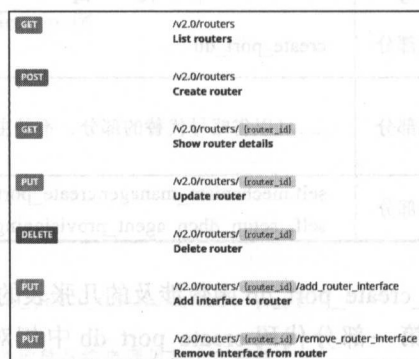 GET /v2.0/routers
List routers
POST /v2.0/routers
Create router
GET /v2.0/routers/ {router_id}
Show router details
PUT /v2.0/routers/ {router_id}
Update router
DELETE /v2.0/routers/ {router_id}
Delete router
PUT /v2.0/routers/ {router_id} /add_router_interface
Add interface to router
PUT /v2.0/routers/ {router_id} /remove_router_interface
Remove interface from router